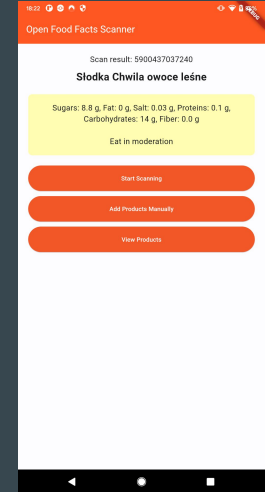 18:22
Open Food Facts Scanner
Scan result: 5900437037240
Słodka Chwila owoce leśne
Sugars: 8.8 g, Fat: 0 g, Salt: 0.03 g, Proteins: 0.1 g,
Carbohydrates: 14 g, Fiber: 0.0 g
Eat in moderation
Start Scanning
Add Products Manually
View Products